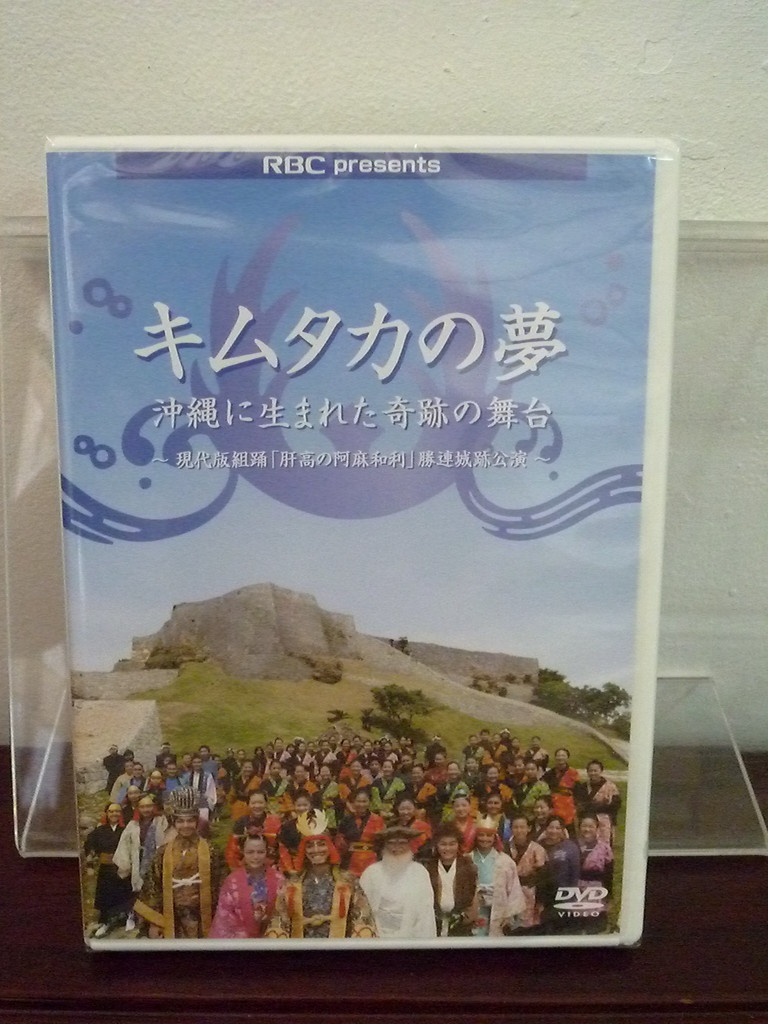 RBC presents
キムタカの夢
沖縄に生まれた奇跡の舞台
～現代版組踊「肝高の阿麻和利」勝連城跡公演～
DVD
VIDEO